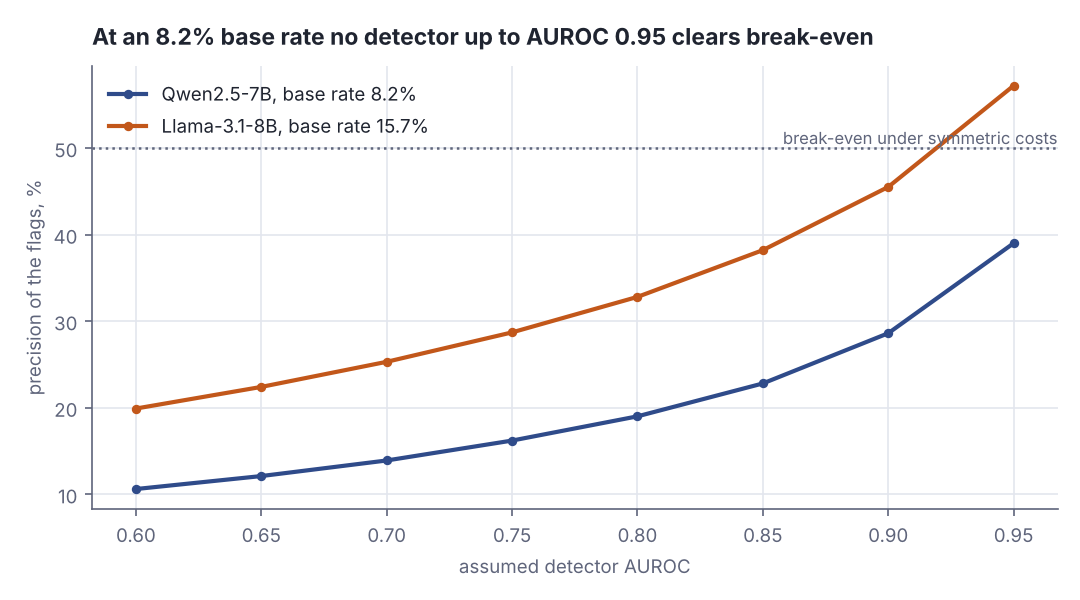 At an 8.2% base rate no detector up to AUROC 0.95 clears break-even
Qwen2.5-7B, base rate 8.2%
Llama-3.1-8B, base rate 15.7%
break-even under symmetric costs
50
40
30
20
10
precision of the flags, %
0.60 0.65 0.70 0.75 0.80 0.85 0.90 0.95
assumed detector AUROC